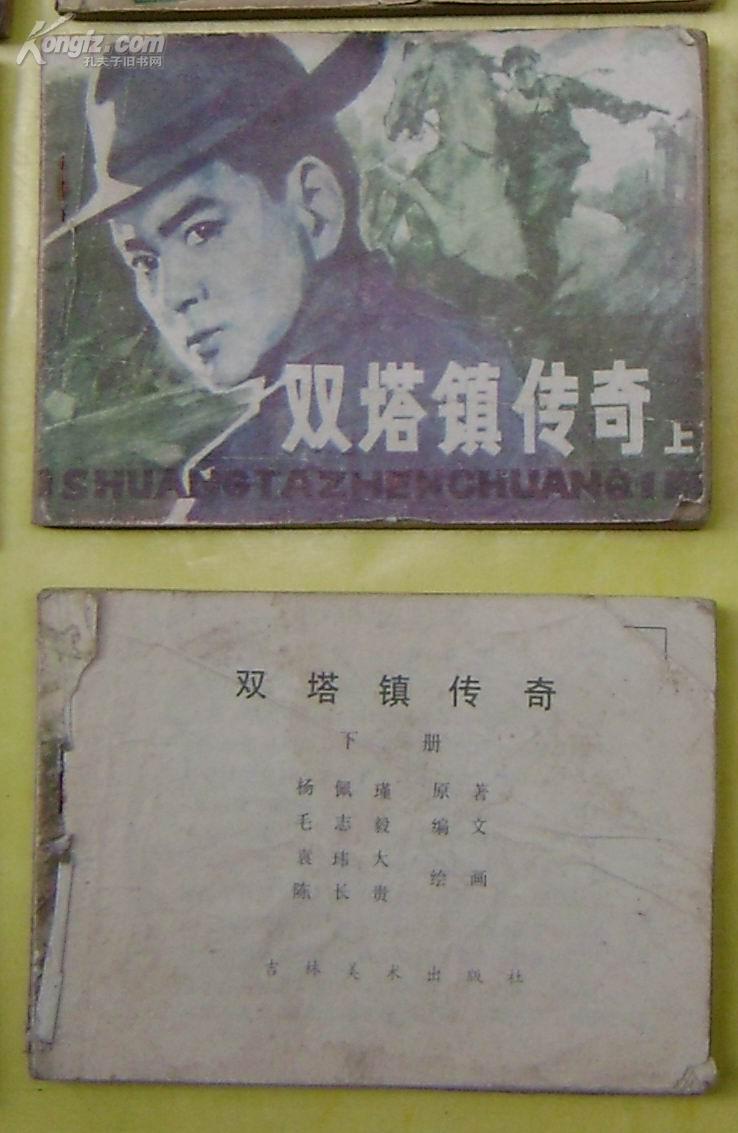 Kongfz.com
孔夫子旧书网
双塔镇传奇 上
SHUANGTAZHENCHUANQI
双塔镇传奇
下册
杨佩瑾 原著
毛志毅 编文
袁玮大
陈长贵 绘画
吉林美术出版社